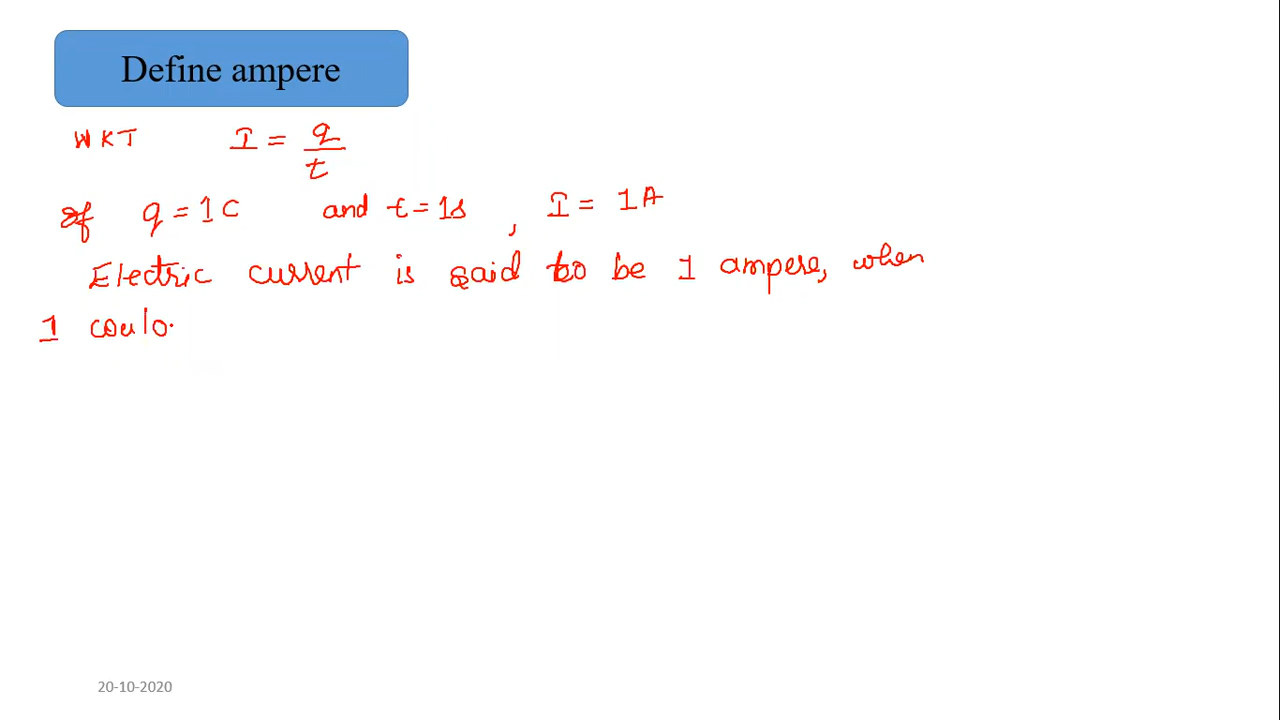 Define ampere
WKT I = q/t
If q = 1C and t = 1s, I = 1A
Electric current is said to be 1 ampere, when
1 coulo
20-10-2020